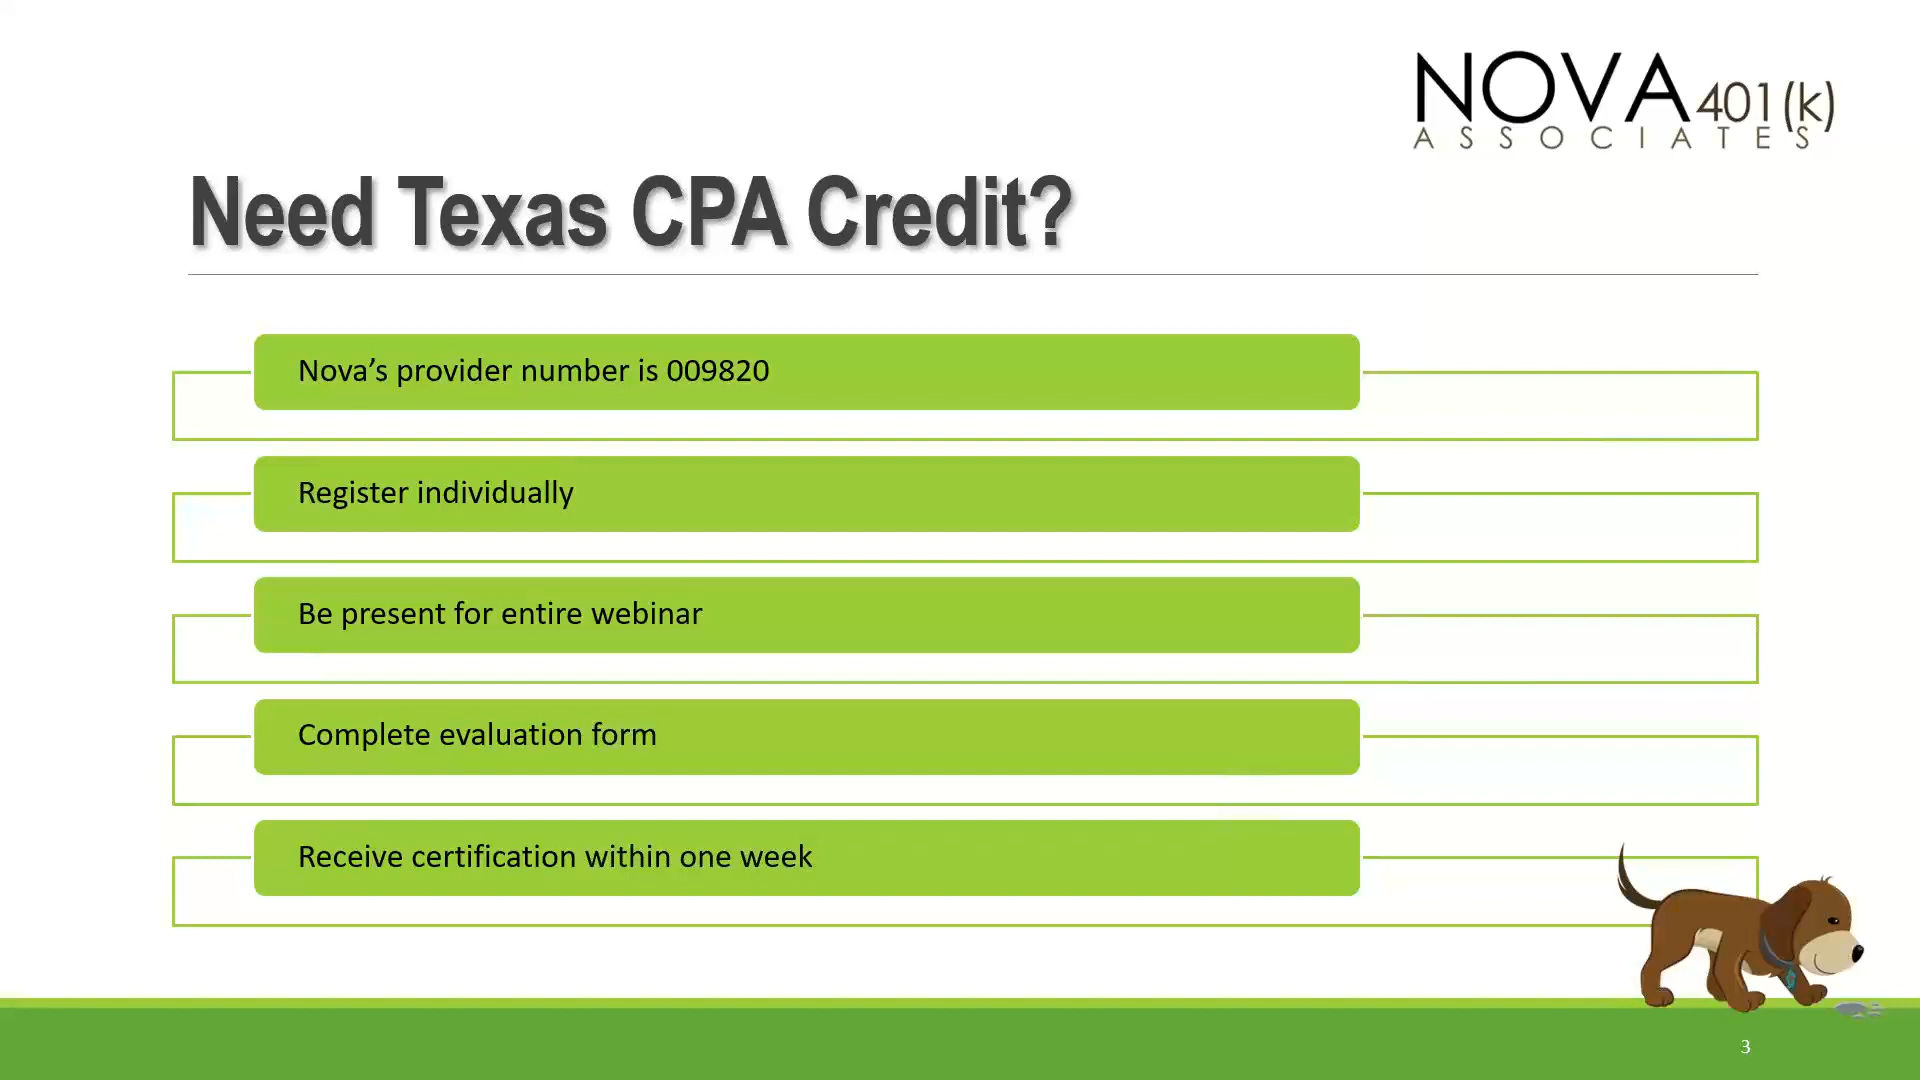 NOVA 401(k)
ASSOCIATES
Need Texas CPA Credit?
Nova’s provider number is 009820
Register individually
Be present for entire webinar
Complete evaluation form
Receive certification within one week
3